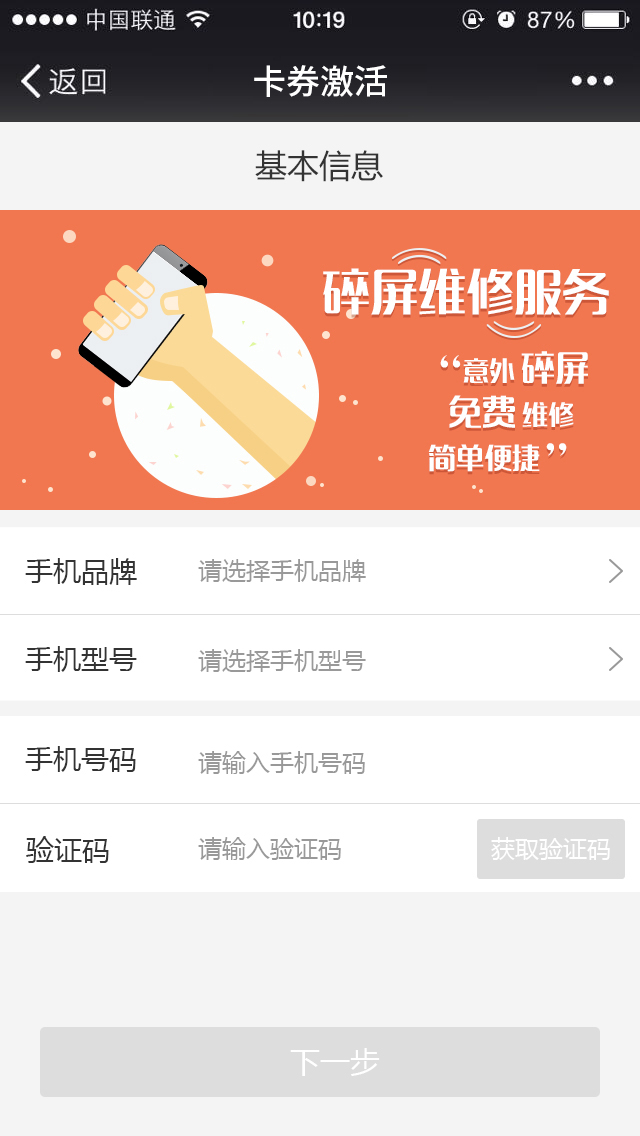 中国联通 10:19 87%
返回 卡券激活
基本信息
碎屏维修服务
“意外碎屏
免费维修
简单便捷”
手机品牌 请选择手机品牌
手机型号 请选择手机型号
手机号码 请输入手机号码
验证码 请输入验证码 获取验证码
下一步